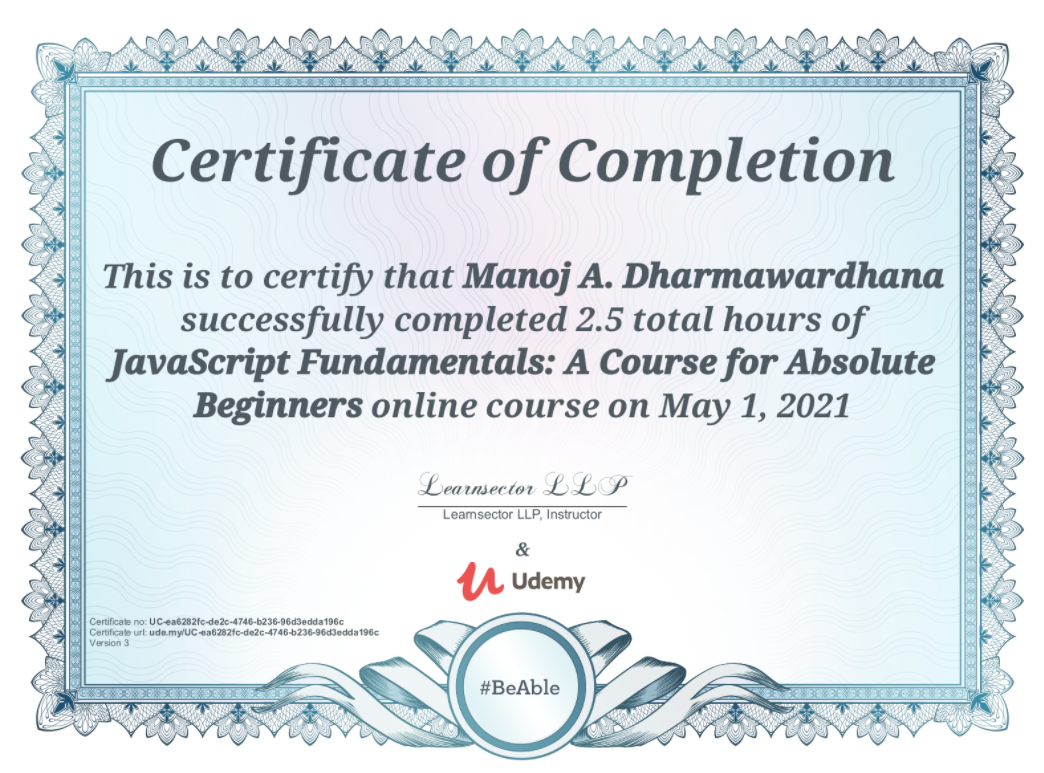 Certificate of Completion
This is to certify that Manoj A. Dharmawardhana
successfully completed 2.5 total hours of
JavaScript Fundamentals: A Course for Absolute
Beginners online course on May 1, 2021
Learnsector LLP
Learnsector LLP, Instructor
&
Udemy
Certificate no: UC-ea6282fc-de2c-4746-b236-96d3edda196c
Certificate url: ude.my/UC-ea6282fc-de2c-4746-b236-96d3edda196c
Version 3
#BeAble